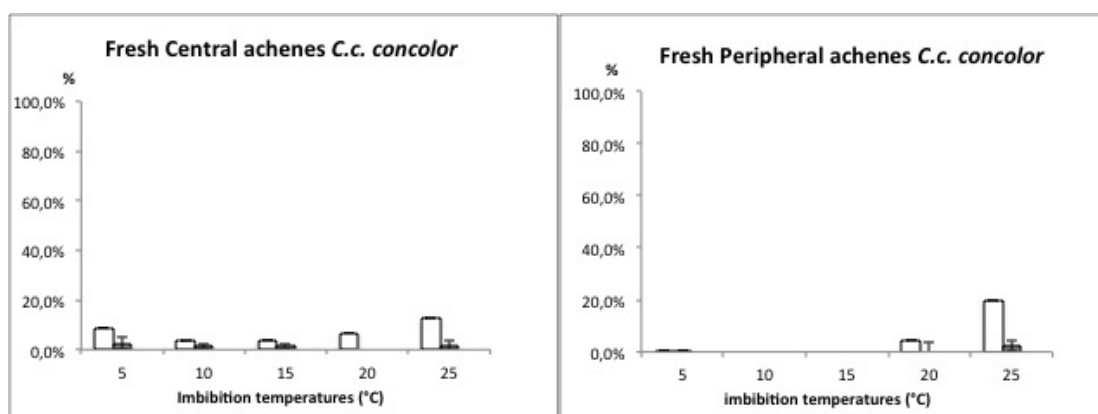 Fresh Central achenes C.c. concolor
%
100,0%
80,0%
60,0%
40,0%
20,0%
0,0%
5 10 15 20 25
Imbibition temperatures (°C)
Fresh Peripheral achenes C.c. concolor
%
100,0%
80,0%
60,0%
40,0%
20,0%
0,0%
5 10 15 20 25
imbibition temperatures (°C)